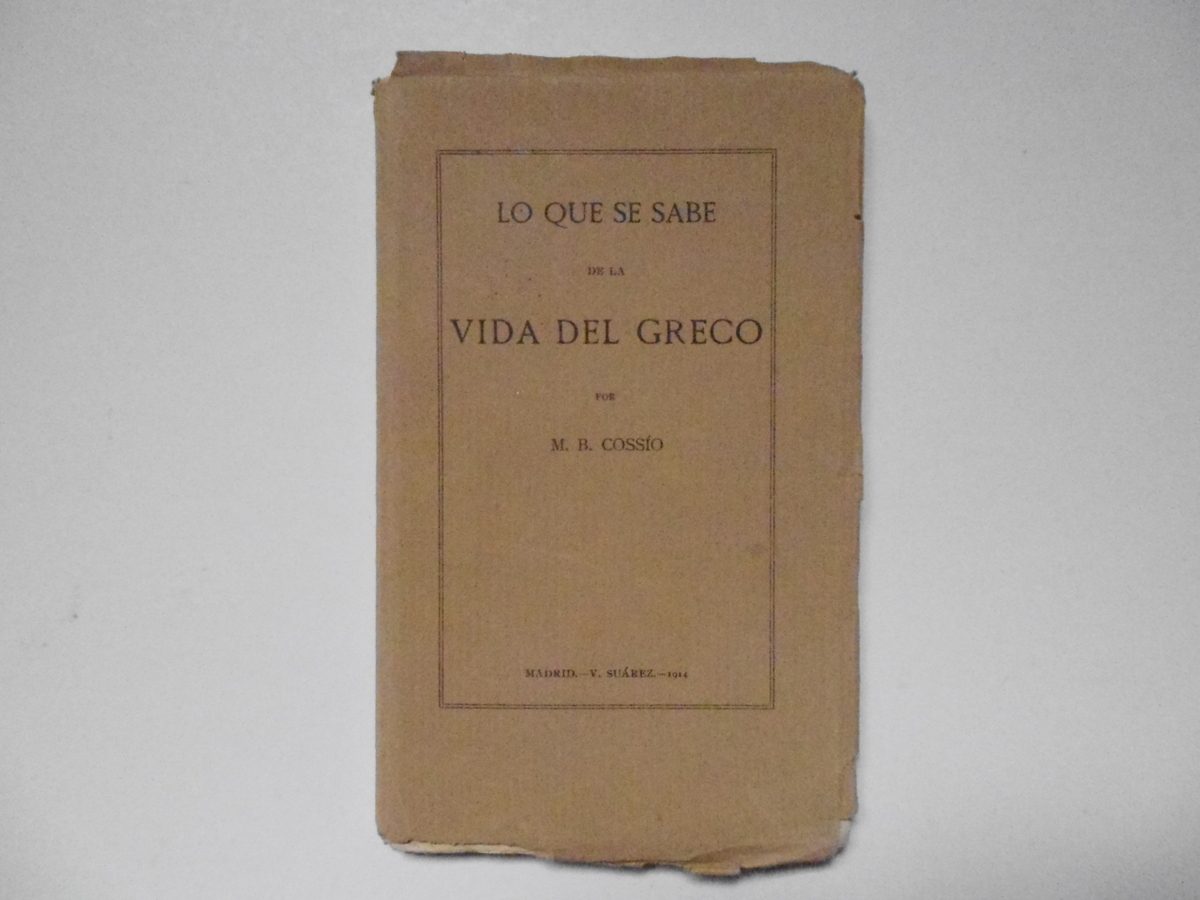 LO QUE SE SABE
DE LA
VIDA DEL GRECO
POR
M. B. COSSÍO
MADRID.—V. SUÁREZ.—1914